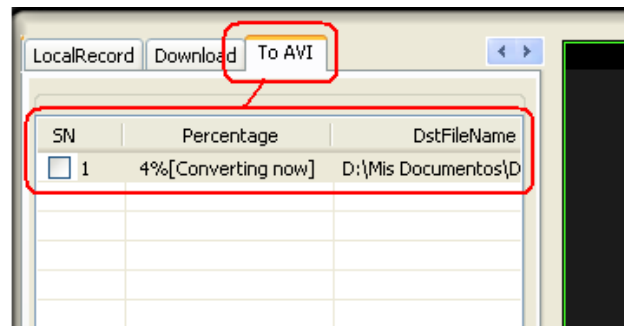 LocalRecord Download To AVI
SN Percentage DstFileName
1 4%[Converting now] D:\Mis Documentos\D